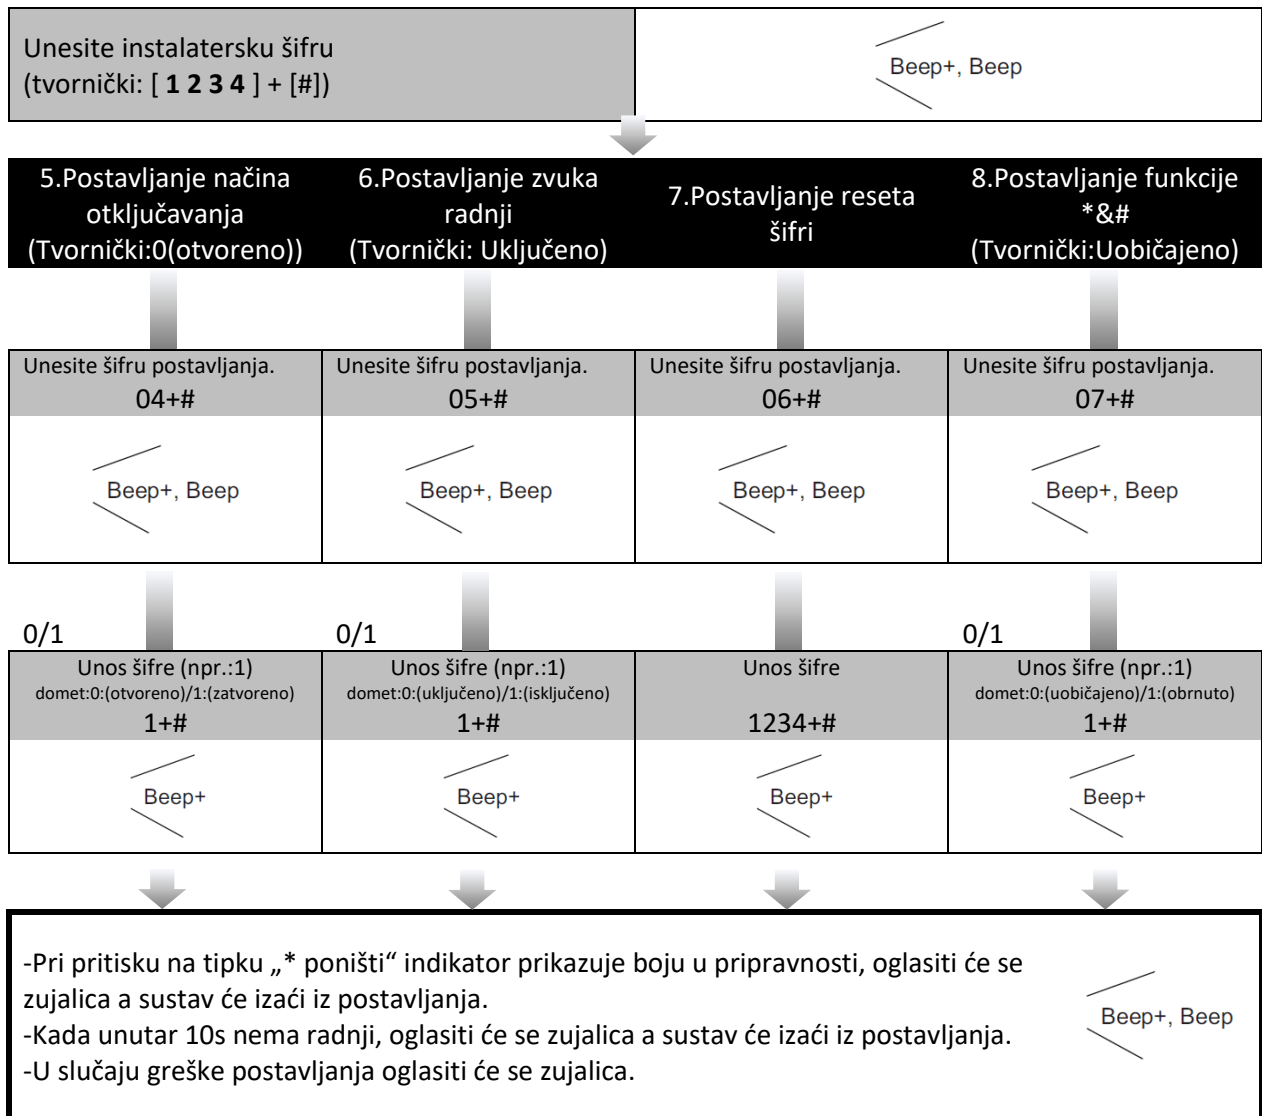 Unesite instalatersku šifru
(tvornički: [ 1 2 3 4 ] + [#])
Beep+, Beep
5.Postavljanje načina
otključavanja
(Tvornički:0(otvoreno))
6.Postavljanje zvuka
radnji
(Tvornički: Uključeno)
7.Postavljanje reseta
šifri
8.Postavljanje funkcije
*&#
(Tvornički:Uobičajeno)
Unesite šifru postavljanja.
04+#
Unesite šifru postavljanja.
05+#
Unesite šifru postavljanja.
06+#
Unesite šifru postavljanja.
07+#
Beep+, Beep
Beep+, Beep
Beep+, Beep
Beep+, Beep
0/1
0/1
0/1
Unos šifre (npr.:1)
domet:0:(otvoreno)/1:(zatvoreno)
1+#
Unos šifre (npr.:1)
domet:0:(uključeno)/1:(isključeno)
1+#
Unos šifre
1234+#
Unos šifre (npr.:1)
domet:0:(uobičajeno)/1:(obrnuto)
1+#
Beep+
Beep+
Beep+
Beep+
-Pri pritisku na tipku „* poništi“ indikator prikazuje boju u pripravnosti, oglasiti će se
zujalica a sustav će izaći iz postavljanja.
-Kada unutar 10s nema radnji, oglasiti će se zujalica a sustav će izaći iz postavljanja.
-U slučaju greške postavljanja oglasiti će se zujalica.
Beep+, Beep